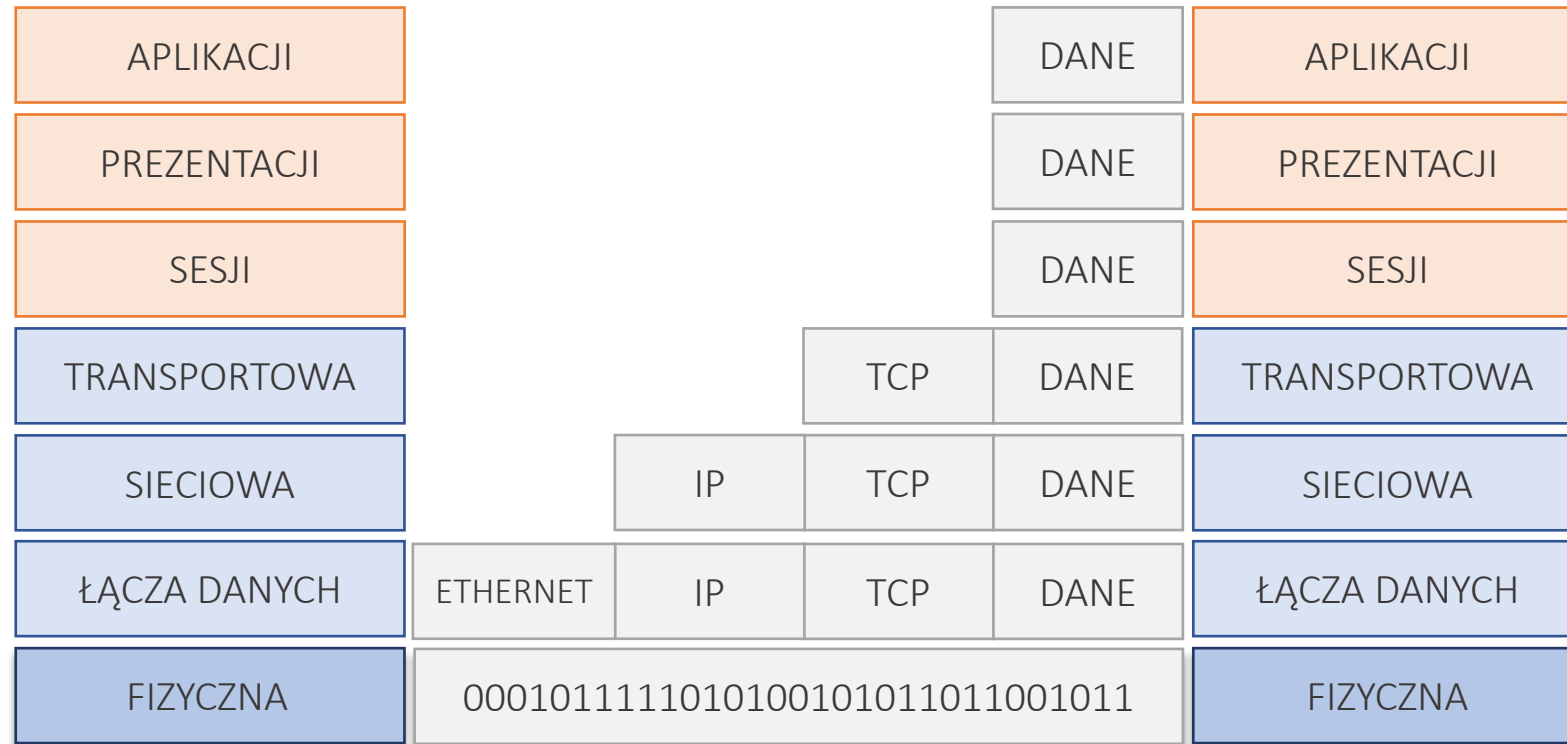 APLIKACJI DANE APLIKACJI
PREZENTACJI DANE PREZENTACJI
SESJI DANE SESJI
TRANSPORTOWA TCP DANE TRANSPORTOWA
SIECIOWA IP TCP DANE SIECIOWA
ŁĄCZA DANYCH ETHERNET IP TCP DANE ŁĄCZA DANYCH
FIZYCZNA 0001011111010100101011011001011 FIZYCZNA